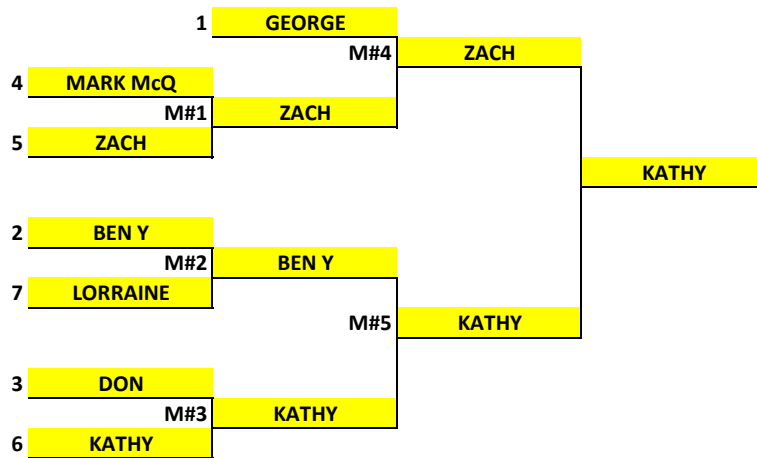 1 GEORGE
M#4 ZACH
4 MARK McQ
M#1 ZACH
5 ZACH
KATHY
2 BEN Y
M#2 BEN Y
7 LORRAINE
M#5 KATHY
3 DON
M#3 KATHY
6 KATHY